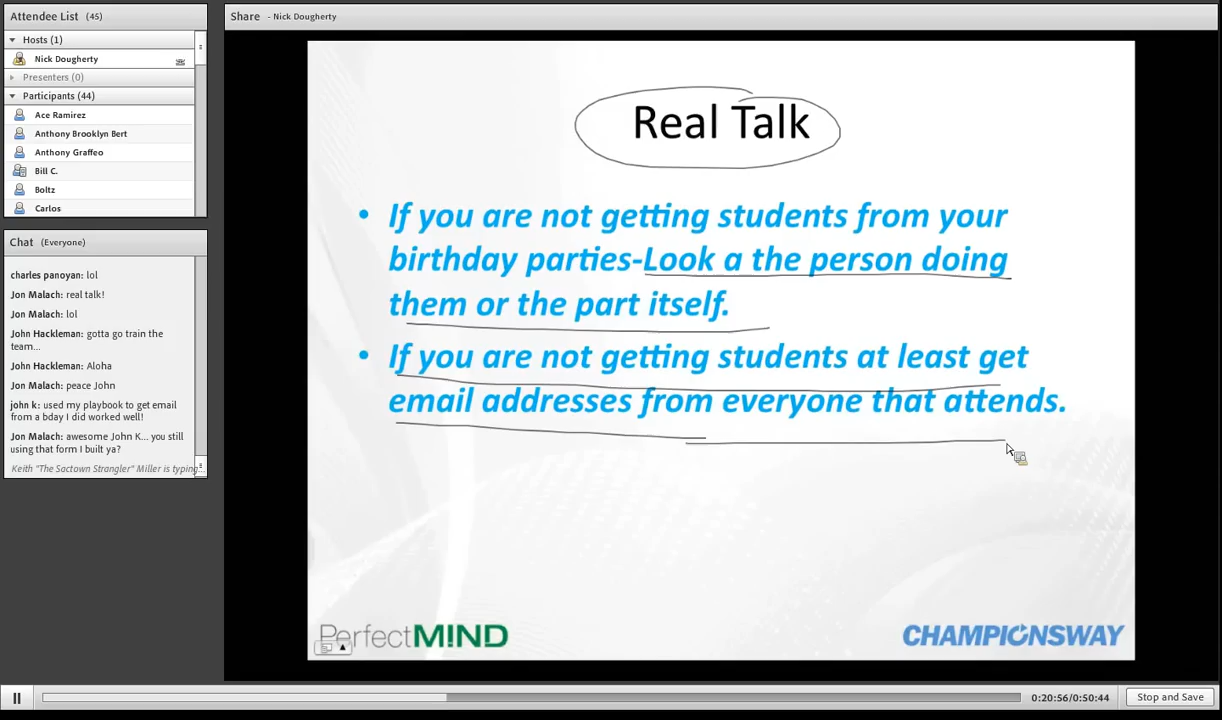 Attendee List (45)
Hosts (1)
Nick Dougherty
Presenters (0)
Participants (44)
Ace Ramirez
Anthony Brooklyn Bert
Anthony Graffeo
Bill C.
Boltz
Carlos
Chat (Everyone)
charles panoyan: lol
Jon Malach: real talk!
Jon Malach: lol
John Hackleman: gotta go train the
team...
John Hackleman: Aloha
Jon Malach: peace John
john k: used my playbook to get email
from a bday I did worked well!
Jon Malach: awesome John K... you still
using that form I built ya?
Keith "The Sactown Strangler" Miller is typing...
Share - Nick Dougherty
Real Talk
• If you are not getting students from your
birthday parties-Look a the person doing
them or the part itself.
• If you are not getting students at least get
email addresses from everyone that attends.
PerfectMIND
CHAMPIONSWAY
0:20:56/0:50:44
Stop and Save